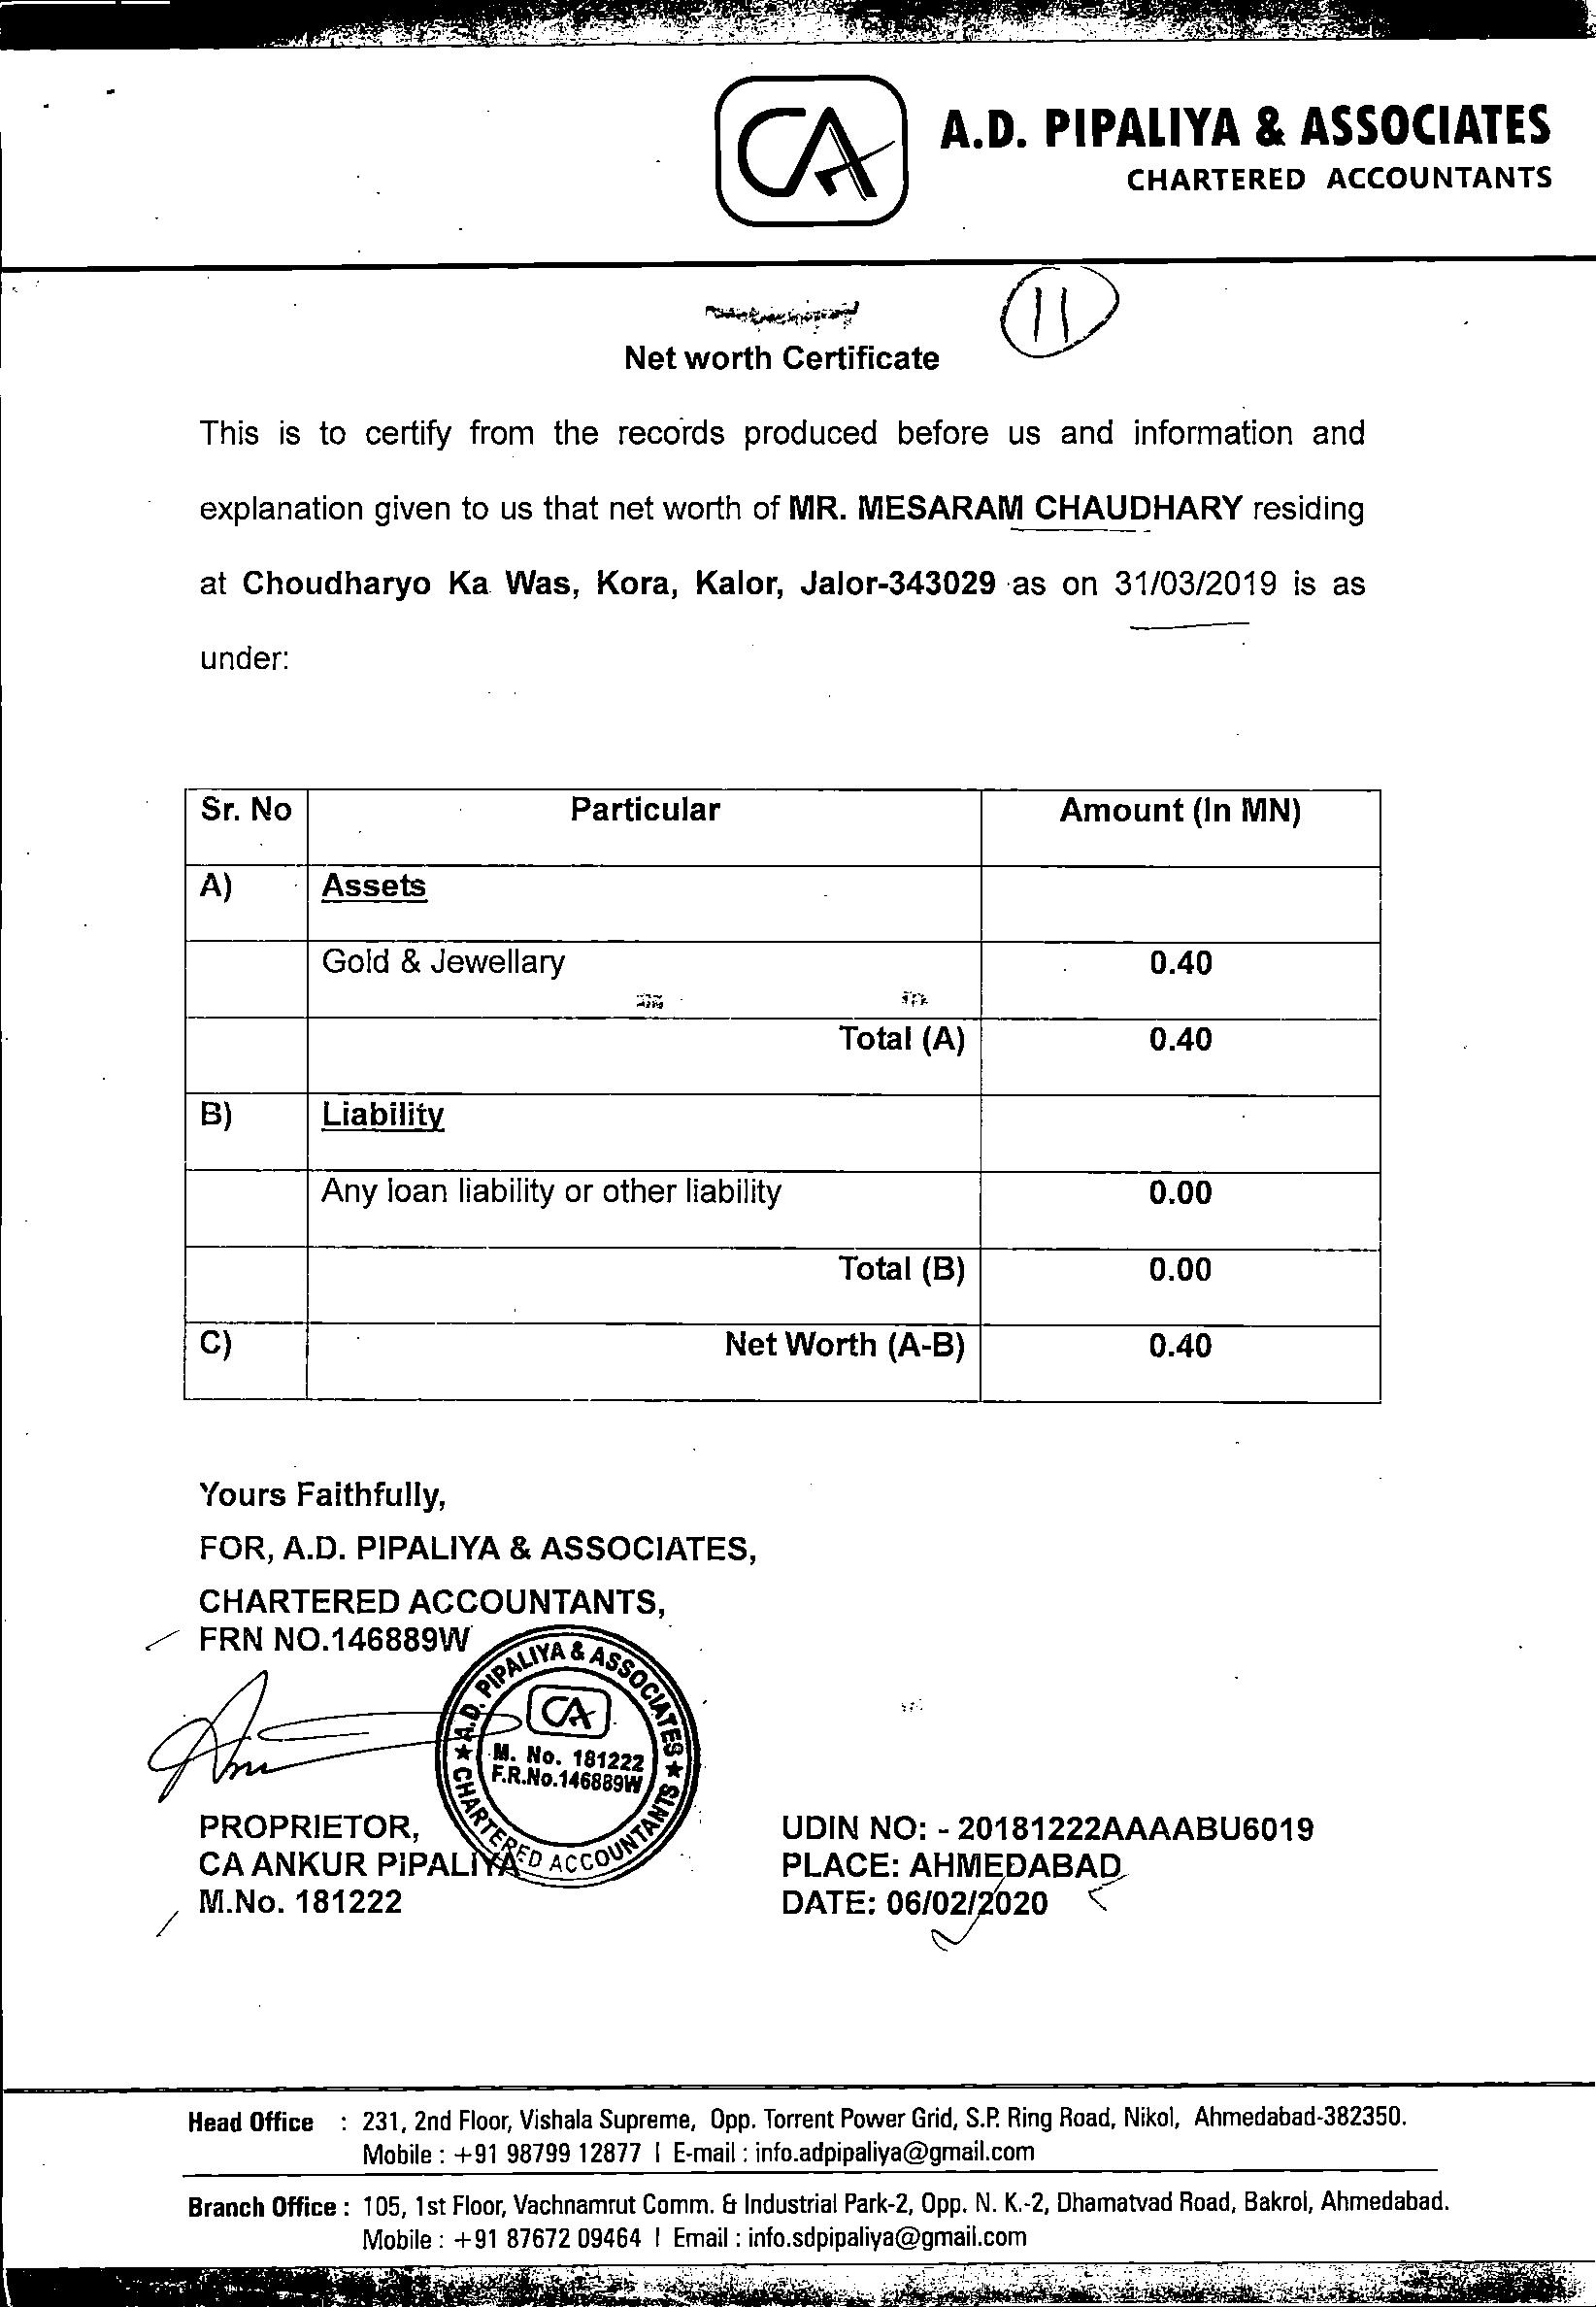 CA
A.D. PIPALIYA & ASSOCIATES
CHARTERED ACCOUNTANTS
11
Net worth Certificate
This is to certify from the records produced before us and information and
explanation given to us that net worth of MR. MESARAM CHAUDHARY residing
at Choudharyo Ka Was, Kora, Kalor, Jalor-343029 as on 31/03/2019 is as
under:
Sr. No Particular Amount (In MN)
A) Assets
Gold & Jewellary 0.40
Total (A) 0.40
B) Liability
Any loan liability or other liability 0.00
Total (B) 0.00
C) Net Worth (A-B) 0.40
Yours Faithfully,
FOR, A.D. PIPALIYA & ASSOCIATES,
CHARTERED ACCOUNTANTS,
FRN NO.146889W
A.D. PIPALIYA & ASSOCIATES
CA
M. No. 181222
F.R.No.146889W
CHARTERED ACCOUNTANTS
PROPRIETOR,
CA ANKUR PIPALIYA
M.No. 181222
UDIN NO: - 20181222AAAABU6019
PLACE: AHMEDABAD
DATE: 06/02/2020
Head Office : 231, 2nd Floor, Vishala Supreme, Opp. Torrent Power Grid, S.P. Ring Road, Nikol, Ahmedabad-382350.
Mobile : +91 98799 12877 | E-mail : info.adpipaliya@gmail.com
Branch Office : 105, 1st Floor, Vachnamrut Comm. & Industrial Park-2, Opp. N. K.-2, Dhamatvad Road, Bakrol, Ahmedabad.
Mobile : +91 87672 09464 | Email : info.sdpipaliya@gmail.com